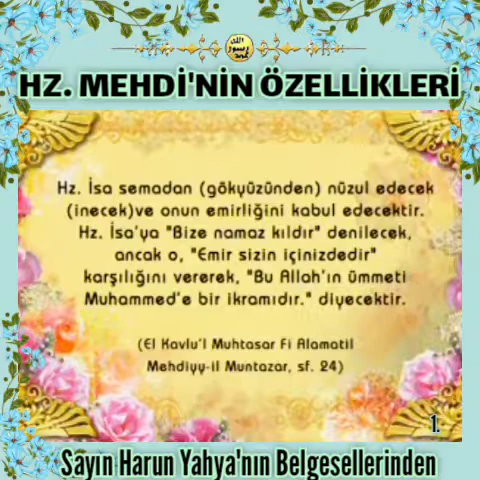 HZ. MEHDİ'NİN ÖZELLİKLERİ
Hz. İsa semadan (gökyüzünden) nüzul edecek
(inecek)ve onun emirliğini kabul edecektir.
Hz. İsa'ya "Bize namaz kıldır" denilecek,
ancak o, "Emir sizin içinizdedir"
karşılığını vererek, "Bu Allah'ın ümmeti
Muhammed'e bir ikramıdır." diyecektir.
(El Kavlu'l Muhtasar Fi Alamatil
Mehdiyy-il Muntazar, sf. 24)
1.
Sayın Harun Yahya'nın Belgesellerinden